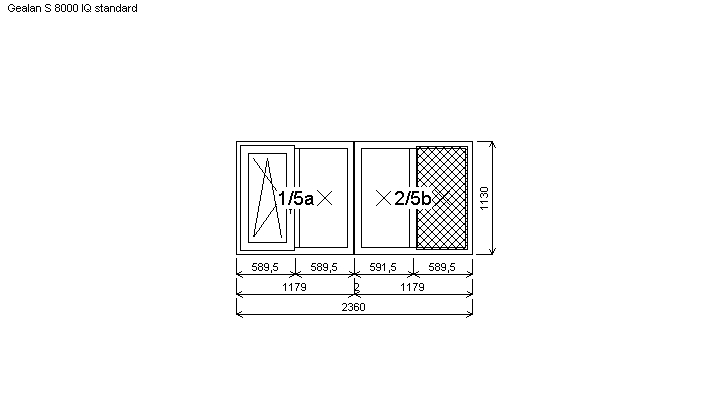 Gealan S 8000 IQ standard
1/5a
2/5b
1130
589,5 589,5 591,5 589,5
1179 2 1179
2360